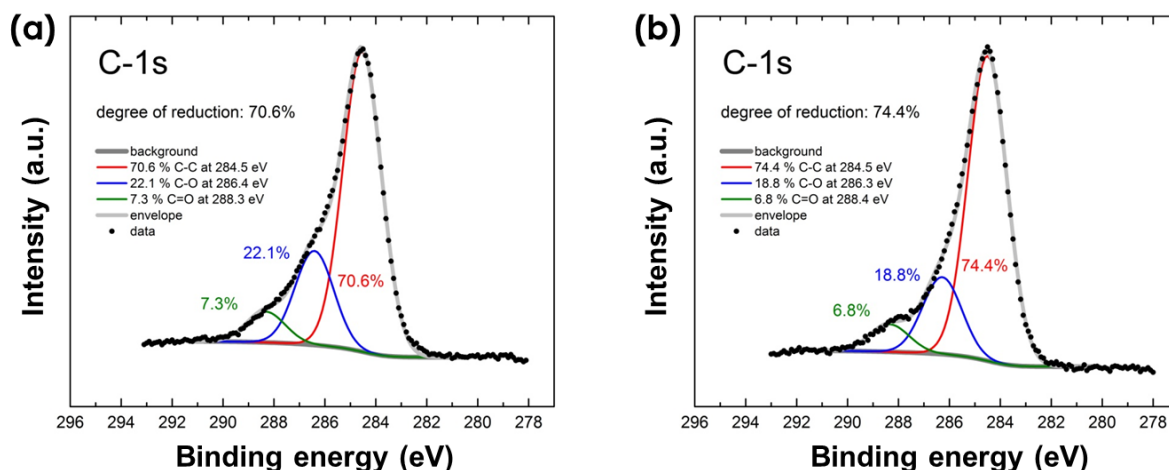 (a)
C-1s
degree of reduction: 70.6%
background
70.6 % C-C at 284.5 eV
22.1 % C-O at 286.4 eV
7.3 % C=O at 288.3 eV
envelope
data
22.1%
7.3%
70.6%
Intensity (a.u.)
296 294 292 290 288 286 284 282 280 278
Binding energy (eV)
(b)
C-1s
degree of reduction: 74.4%
background
74.4 % C-C at 284.5 eV
18.8 % C-O at 286.3 eV
6.8 % C=O at 288.4 eV
envelope
data
18.8%
74.4%
6.8%
Intensity (a.u.)
296 294 292 290 288 286 284 282 280 278
Binding energy (eV)